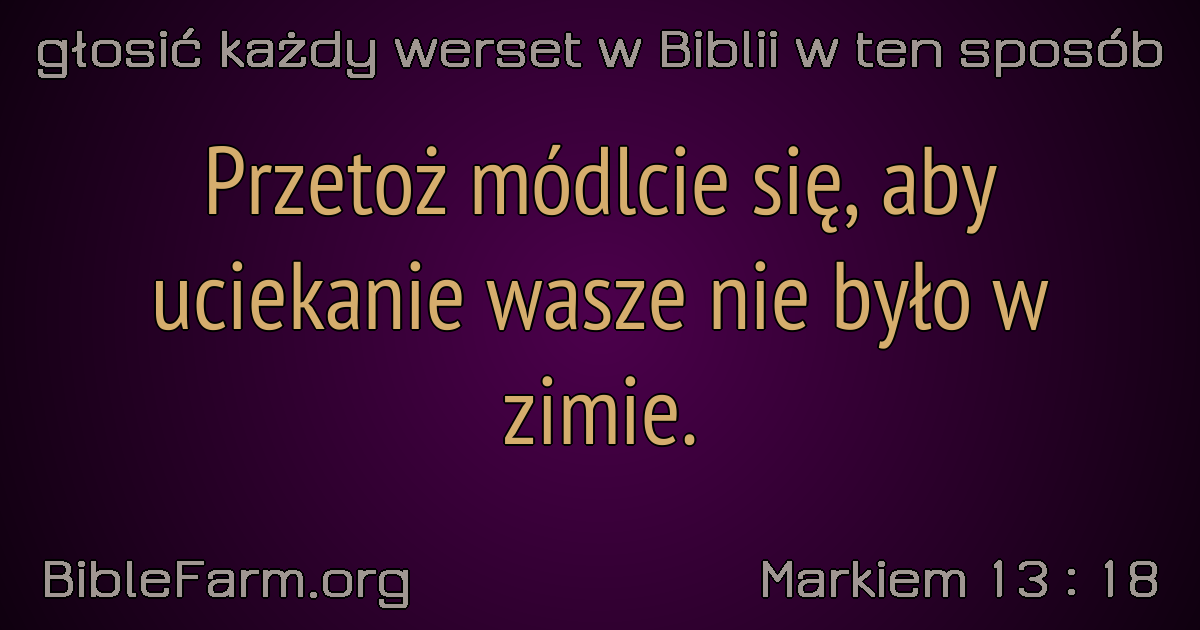 głosić każdy werset w Biblii w ten sposób
Przetoż módlcie się, aby
uciekanie wasze nie było w
zimie.
BibleFarm.org
Markiem 13 : 18